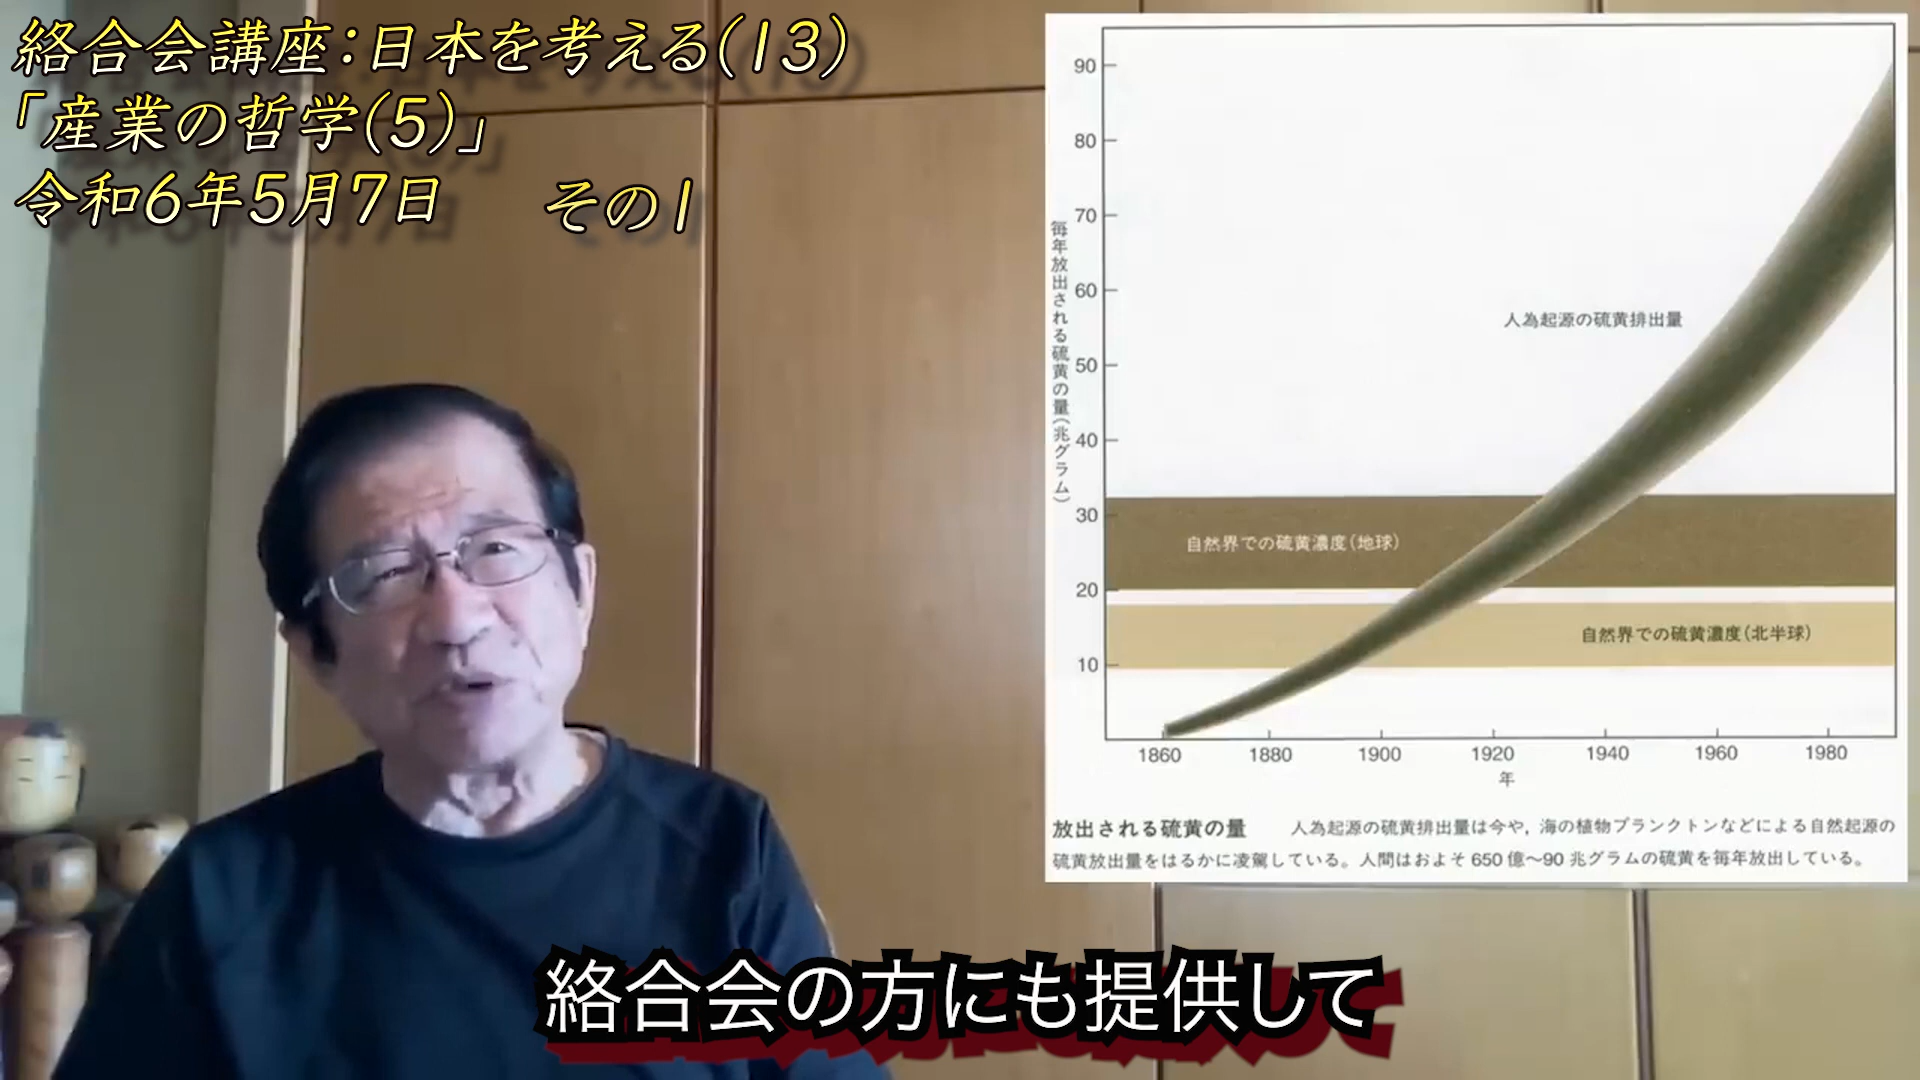 絡合会講座：日本を考える(13)
「産業の哲学(5)」
令和6年5月7日　その1
90
80
70
60
50
40
30
20
10
毎年放出される硫黄の量(兆グラム)
人為起源の硫黄排出量
自然界での硫黄濃度(地球)
自然界での硫黄濃度(北半球)
1860 1880 1900 1920 1940 1960 1980
年
放出される硫黄の量　人為起源の硫黄排出量は今や，海の植物プランクトンなどによる自然起源の
硫黄放出量をはるかに凌駕している。人間はおよそ 650 億〜90 兆グラムの硫黄を毎年放出している。
絡合会の方にも提供して